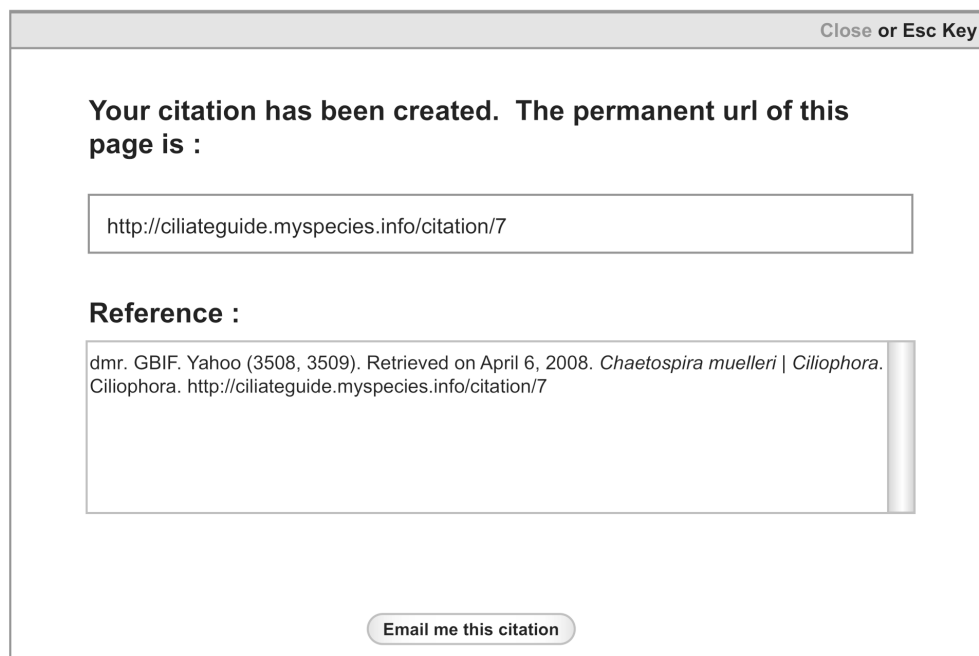 Close or Esc Key
Your citation has been created. The permanent url of this
page is :
http://ciliateguide.myspecies.info/citation/7
Reference :
dmr. GBIF. Yahoo (3508, 3509). Retrieved on April 6, 2008. Chaetospira muelleri | Ciliophora.
Ciliophora. http://ciliateguide.myspecies.info/citation/7
Email me this citation